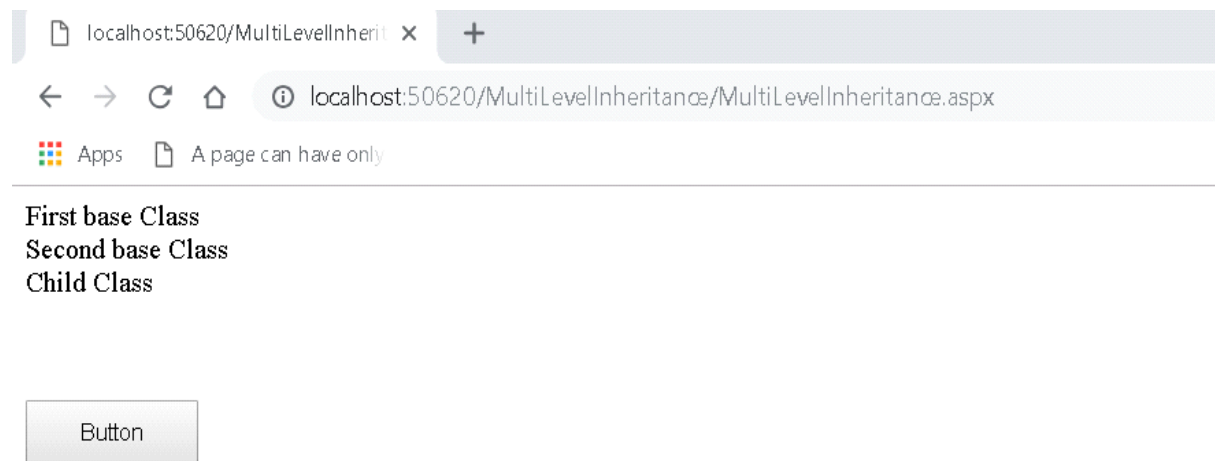 localhost:50620/MultiLevelInherit
localhost:50620/MultiLevelInheritance/MultiLevelInheritance.aspx
Apps A page can have only
First base Class
Second base Class
Child Class
Button